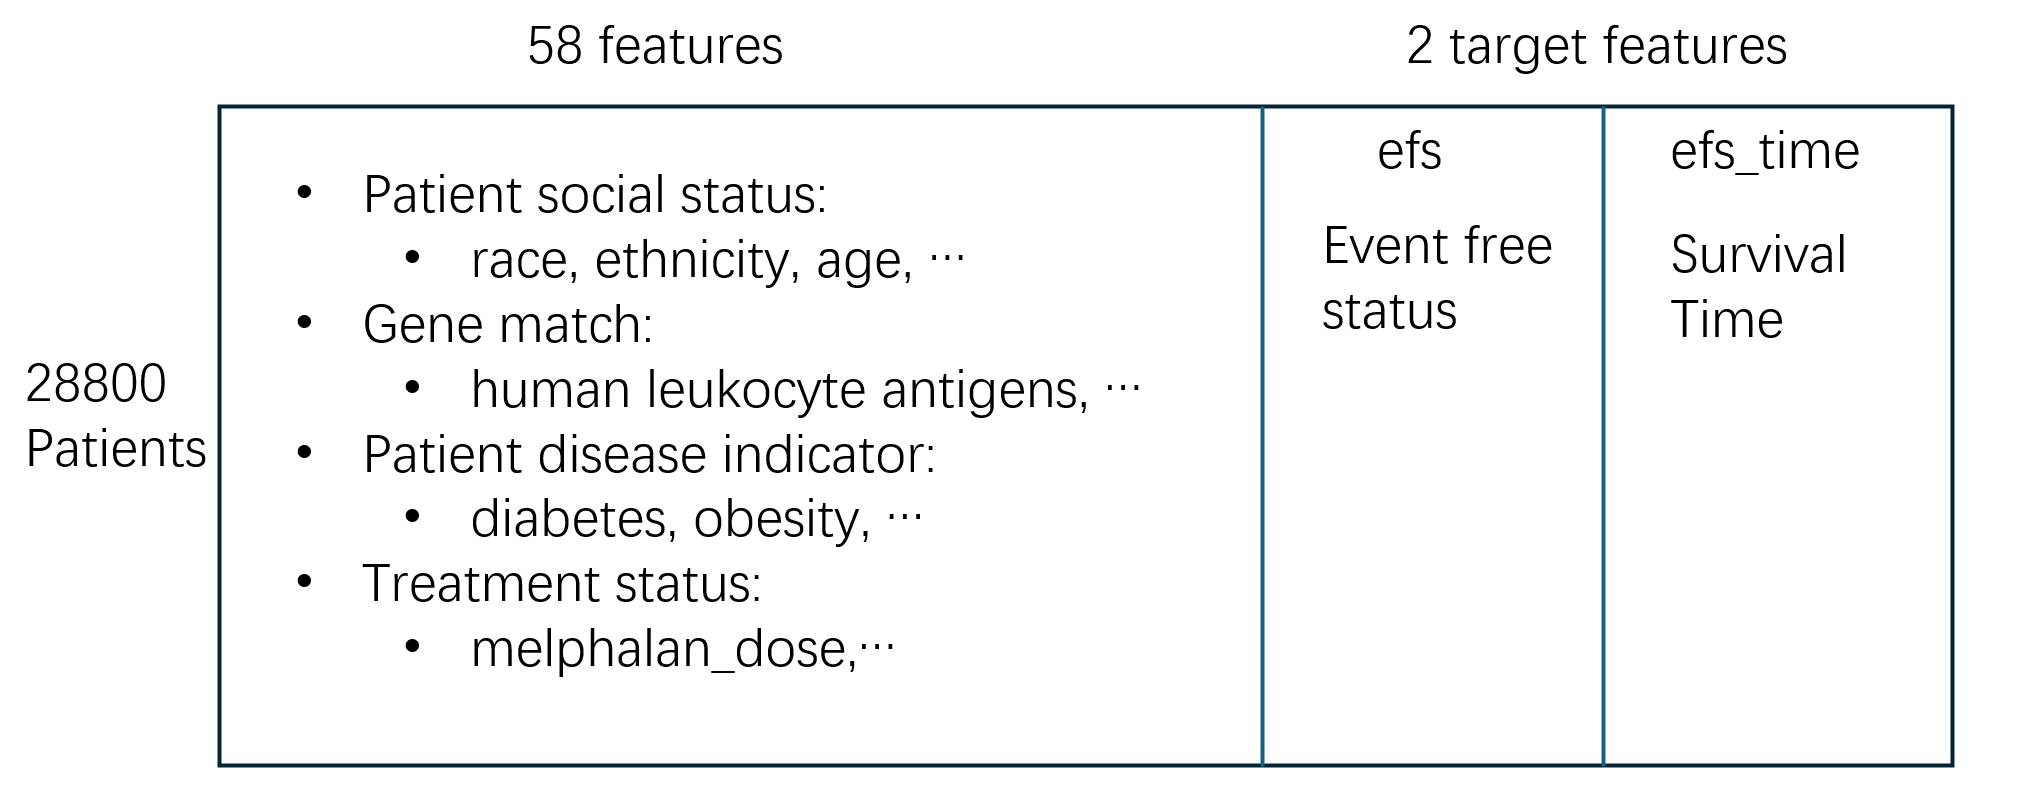 58 features
2 target features
28800
Patients
• Patient social status:
• race, ethnicity, age, ⋯
• Gene match:
• human leukocyte antigens, ⋯
• Patient disease indicator:
• diabetes, obesity, ⋯
• Treatment status:
• melphalan_dose,⋯
efs
Event free
status
efs_time
Survival
Time